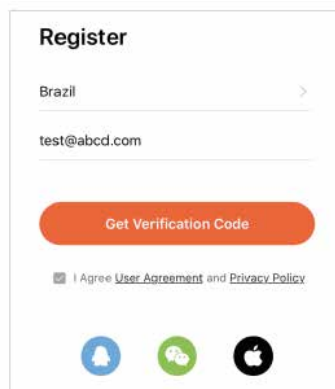 Register
Brazil
test@abcd.com
Get Verification Code
I Agree User Agreement and Privacy Policy